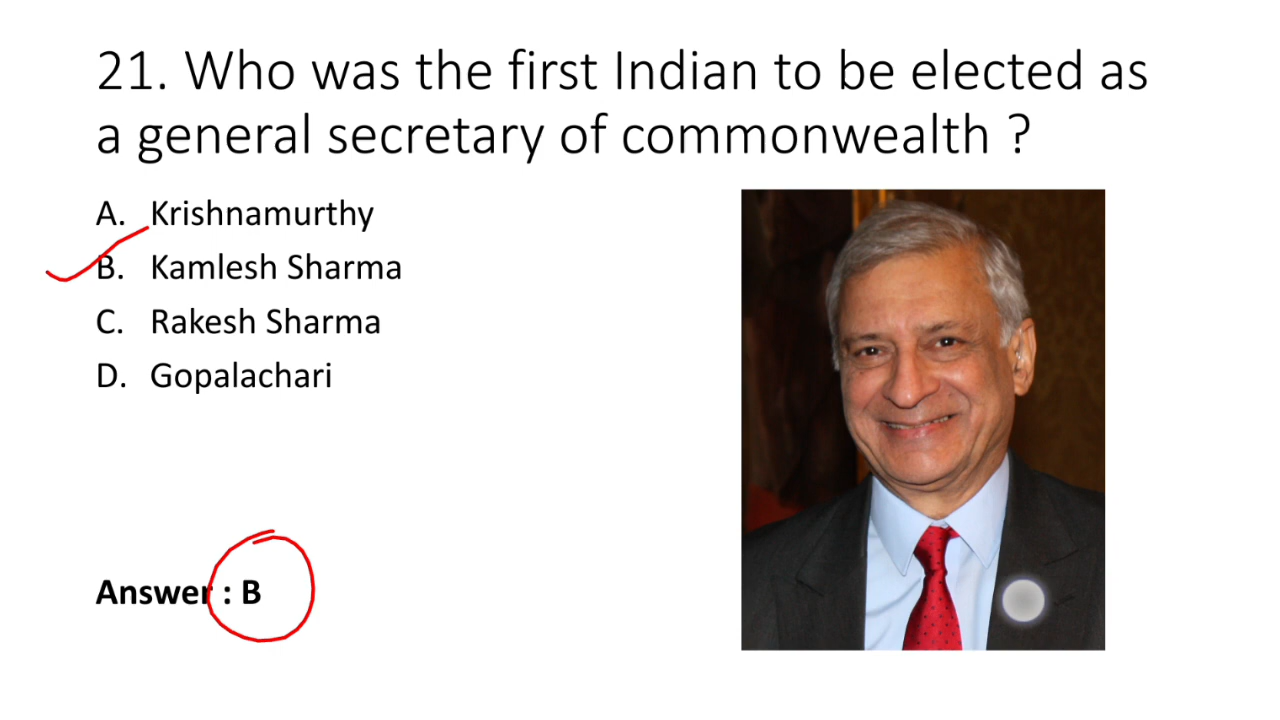 21. Who was the first Indian to be elected as
a general secretary of commonwealth ?
A. Krishnamurthy
B. Kamlesh Sharma
C. Rakesh Sharma
D. Gopalachari
Answer : B